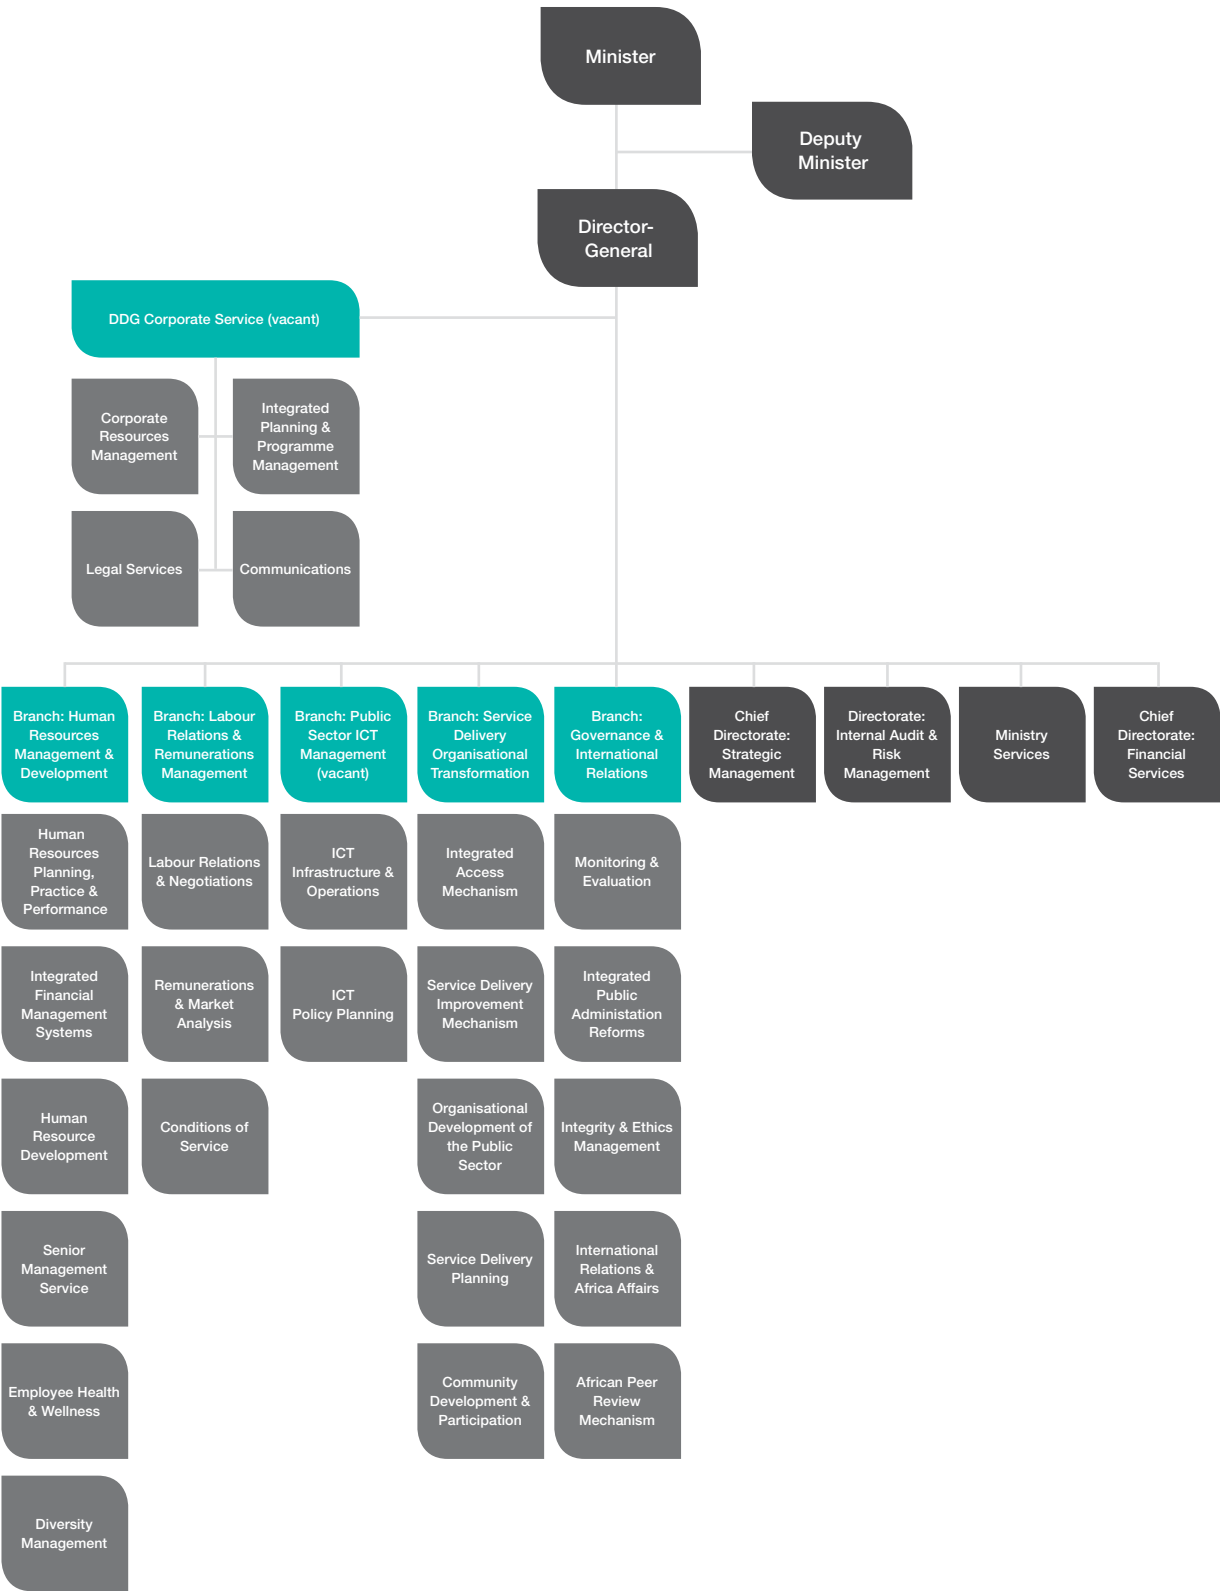 Minister
Deputy
Minister
Director-
General
DDG Corporate Service (vacant)
Corporate
Resources
Management
Integrated
Planning &
Programme
Management
Legal Services
Communications
Branch: Human
Resources
Management &
Development
Branch: Labour
Relations &
Remunerations
Management
Branch: Public
Sector ICT
Management
(vacant)
Branch: Service
Delivery
Organisational
Transformation
Branch:
Governance &
International
Relations
Chief
Directorate:
Strategic
Management
Directorate:
Internal Audit &
Risk
Management
Ministry
Services
Chief
Directorate:
Financial
Services
Human
Resources
Planning,
Practice &
Performance
Labour Relations
& Negotiations
ICT
Infrastructure &
Operations
Integrated
Access
Mechanism
Monitoring &
Evaluation
Integrated
Financial
Management
Systems
Remunerations
& Market
Analysis
ICT
Policy Planning
Service Delivery
Improvement
Mechanism
Integrated
Public
Administation
Reforms
Human
Resource
Development
Conditions of
Service
Organisational
Development of
the Public
Sector
Integrity & Ethics
Management
Senior
Management
Service
Service Delivery
Planning
International
Relations &
Africa Affairs
Employee Health
& Wellness
Community
Development &
Participation
African Peer
Review
Mechanism
Diversity
Management